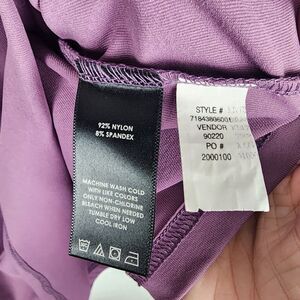 92% NYLON
8% SPANDEX
MACHINE WASH COLD
WITH LIKE COLORS
ONLY NON-CHLORINE
BLEACH WHEN NEEDED
TUMBLE DRY LOW
COOL IRON
STYLE #
71843806001
VENDOR
90220
PO #
2000100